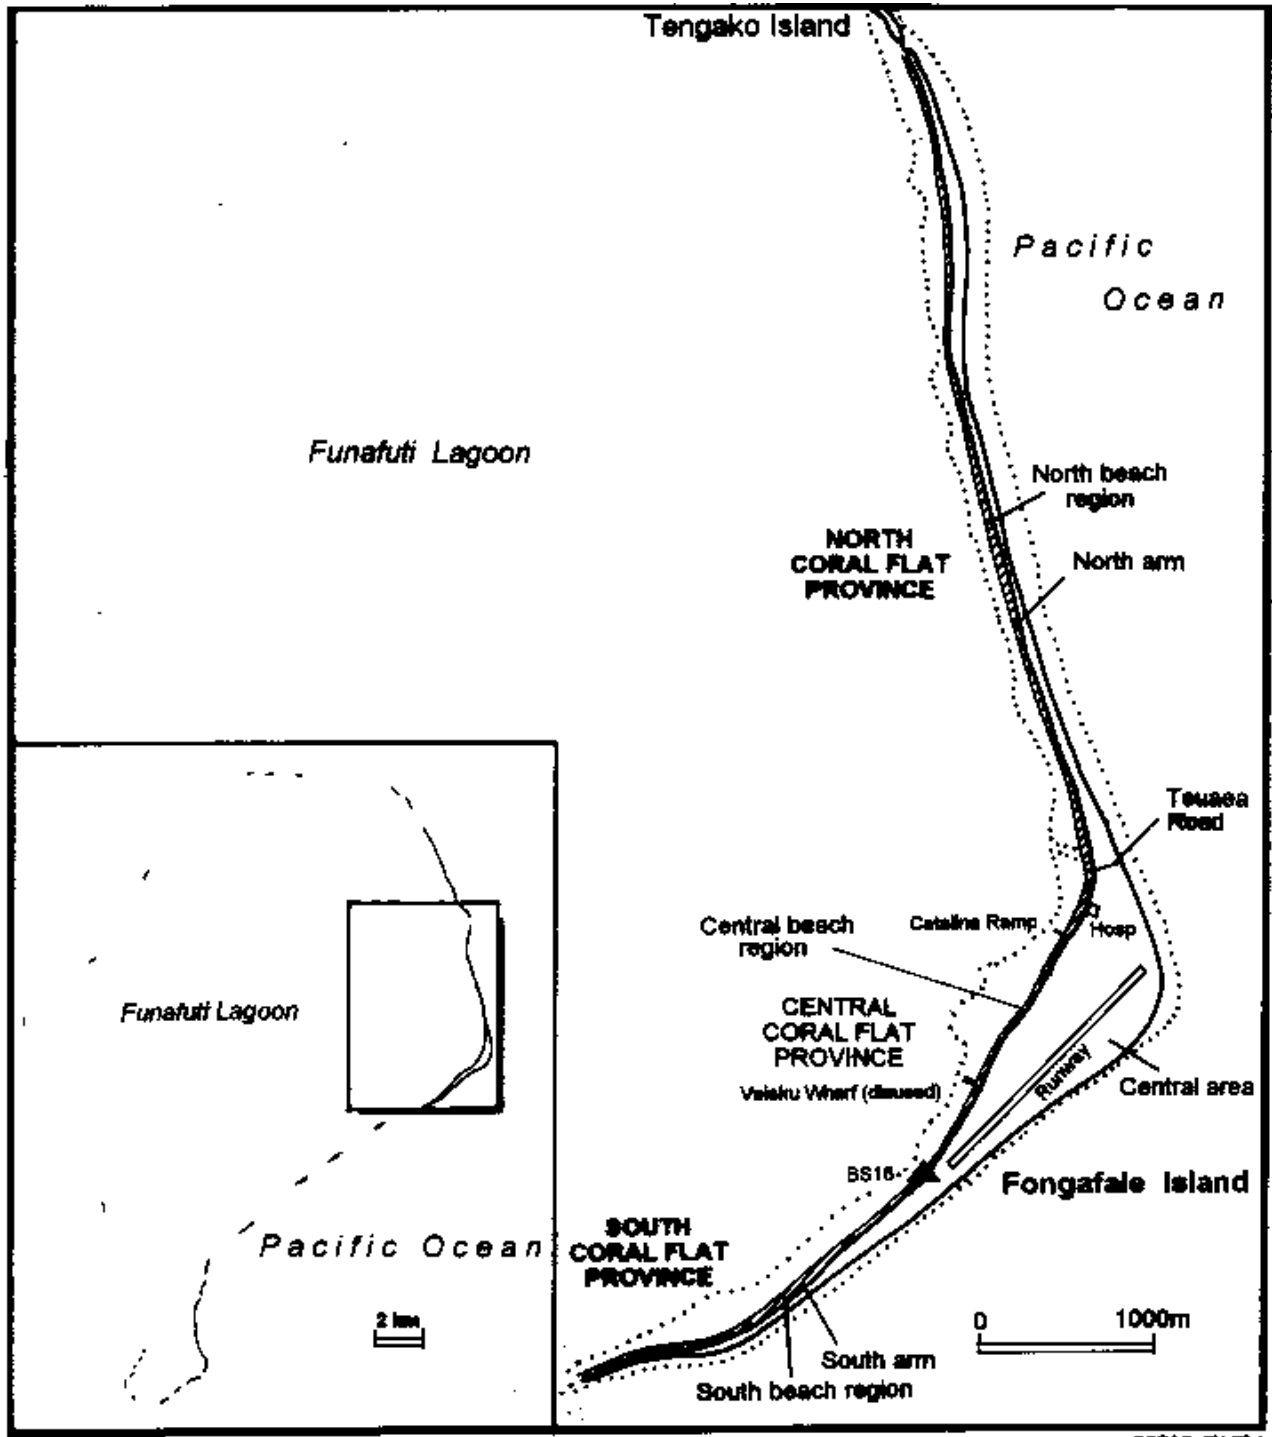 Tengako Island
Pacific
Ocean
Funafuti Lagoon
North beach
region
NORTH
CORAL FLAT
PROVINCE
North arm
Teuaea
Road
Central beach
region
Catalina Ramp
Hosp
CENTRAL
CORAL FLAT
PROVINCE
Runway
Central area
Vaiaku Wharf (disused)
BS16
Fongafale Island
Funafuti Lagoon
Pacific Ocean
2 km
SOUTH
CORAL FLAT
PROVINCE
0 1000m
South arm
South beach region